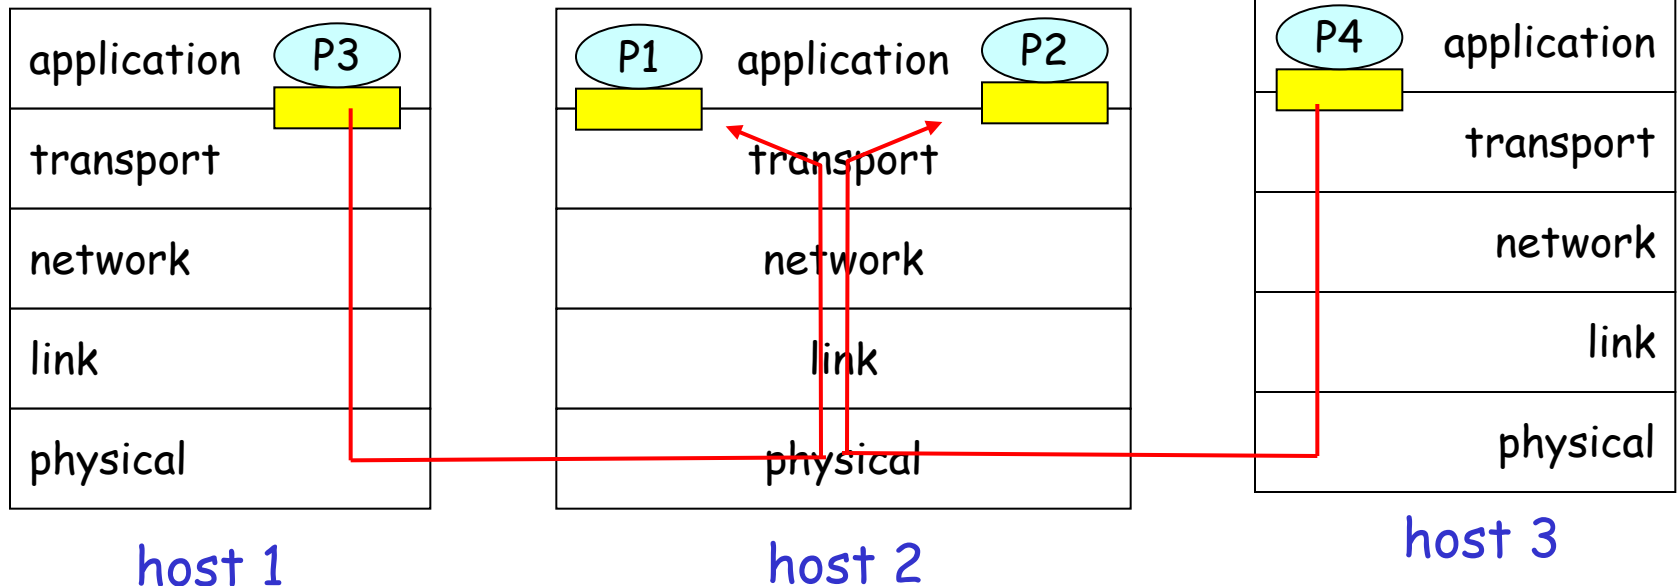 application
P3
transport
network
link
physical
host 1
P1
application
P2
transport
network
link
physical
host 2
P4
application
transport
network
link
physical
host 3